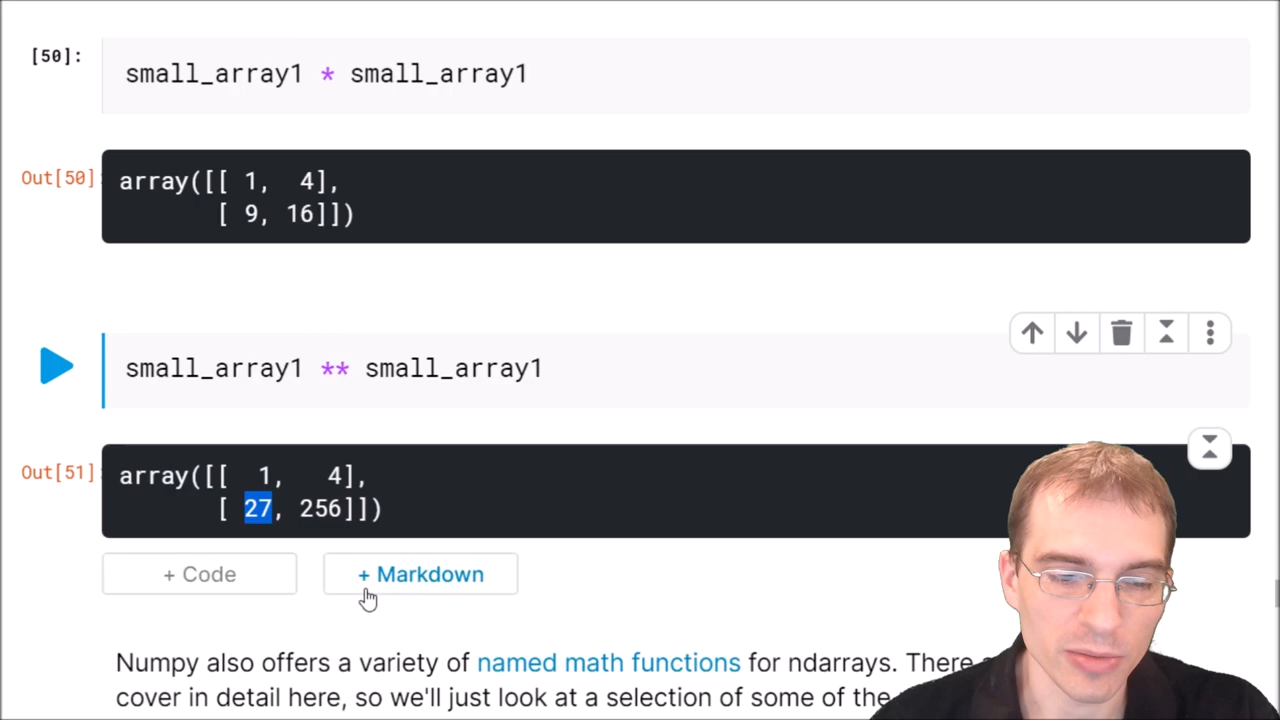 [50]:
small_array1 * small_array1
Out[50]:
array([[ 1,  4],
       [ 9, 16]])
small_array1 ** small_array1
Out[51]:
array([[  1,   4],
       [ 27, 256]])
+ Code
+ Markdown
Numpy also offers a variety of named math functions for ndarrays. There
cover in detail here, so we'll just look at a selection of some of the